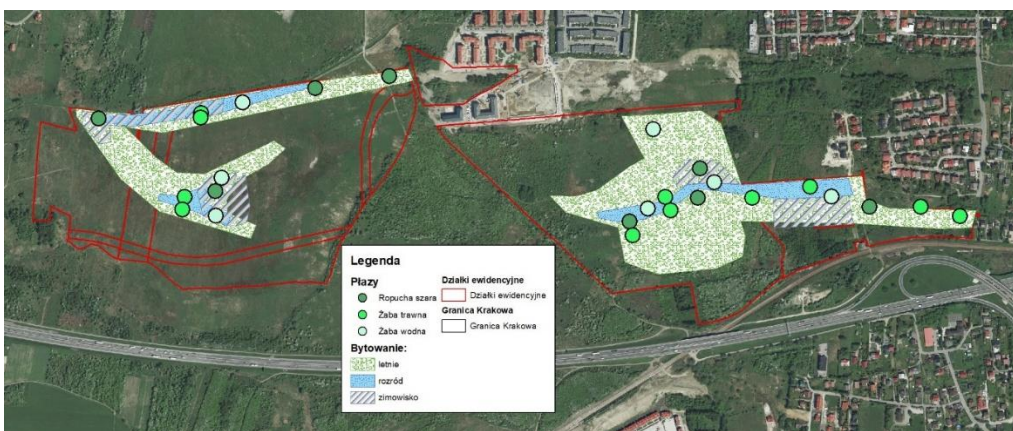 Legenda
Płazy
Ropucha szara
Żaba trawna
Żaba wodna
Działki ewidencyjne
Działki ewidencyjne
Granica Krakowa
Granica Krakowa
Bytowanie:
letnie
rozród
zimowisko